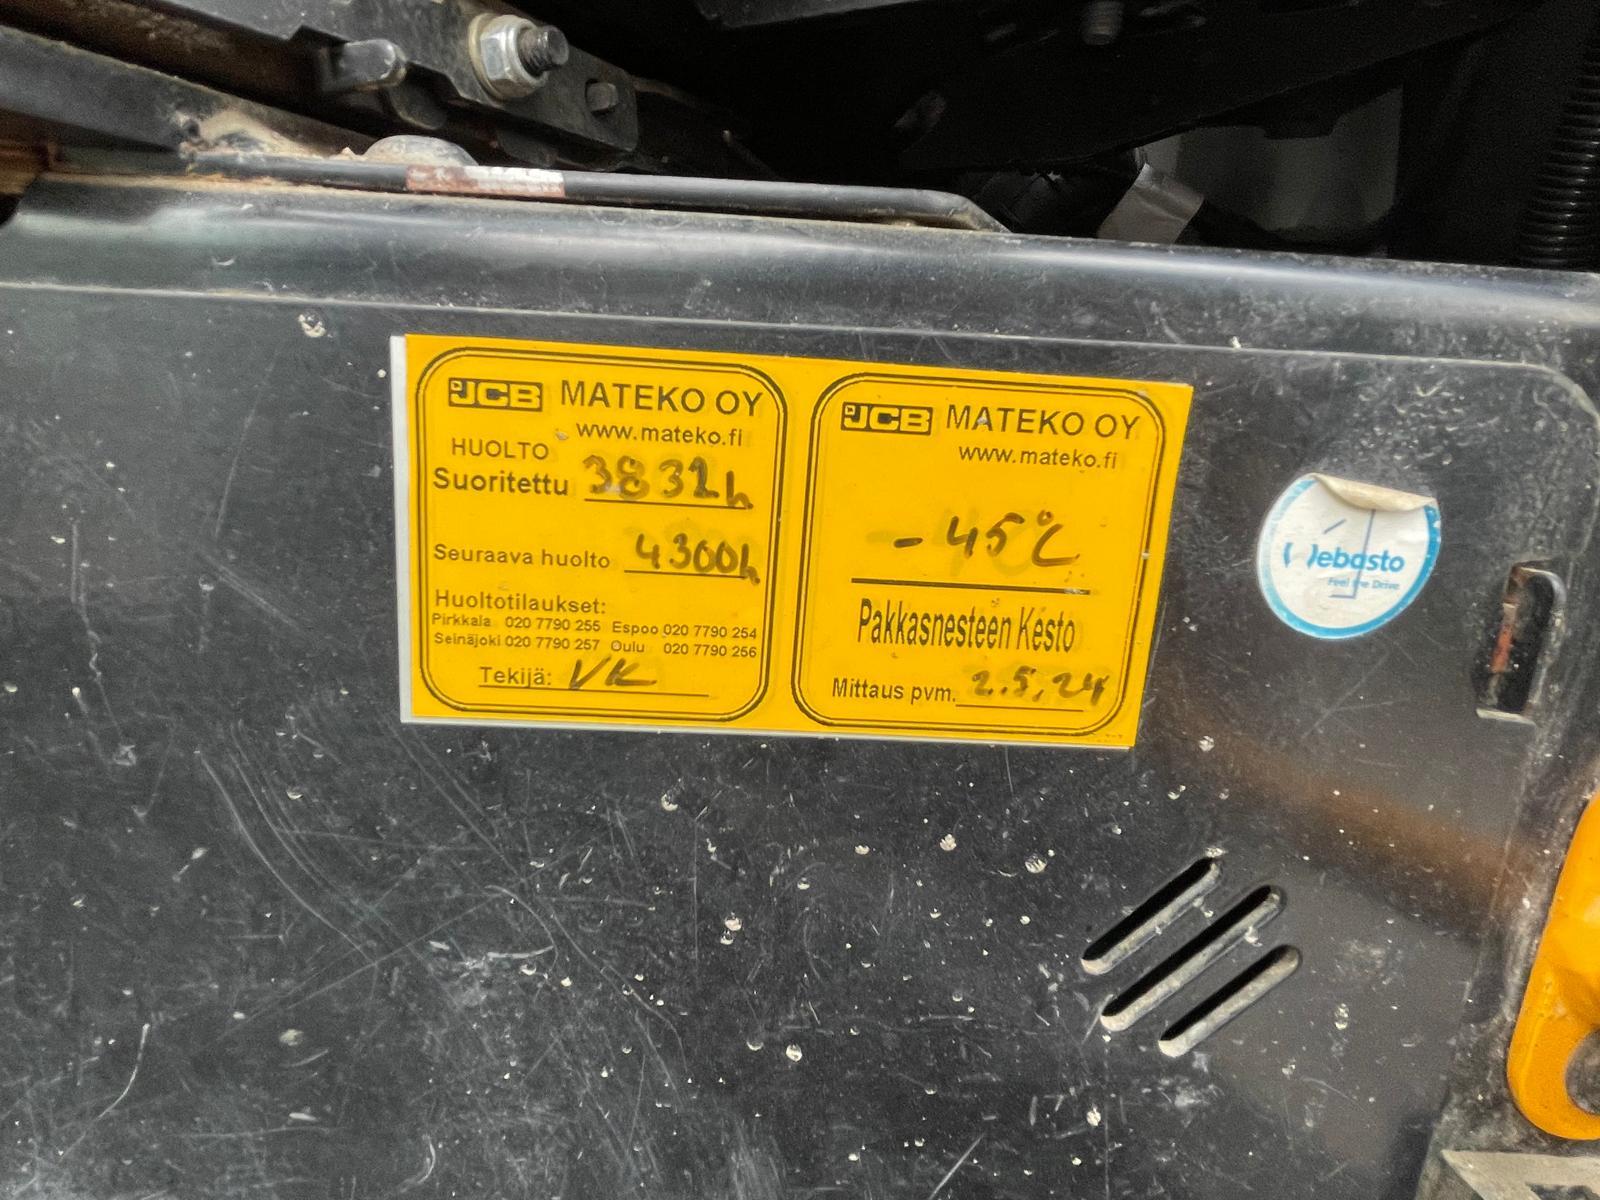 JCB MATEKO OY
www.mateko.fi
HUOLTO
Suoritettu 3832h
Seuraava huolto 4300h
Huoltotilaukset:
Pirkkala 020 7790 255 Espoo 020 7790 254
Seinäjoki 020 7790 257 Oulu 020 7790 256
Tekijä: VK
JCB MATEKO OY
www.mateko.fi
-45°C
Pakkasnesteen Kesto
Mittaus pvm. 2.5.24
Webasto
Feel the Drive